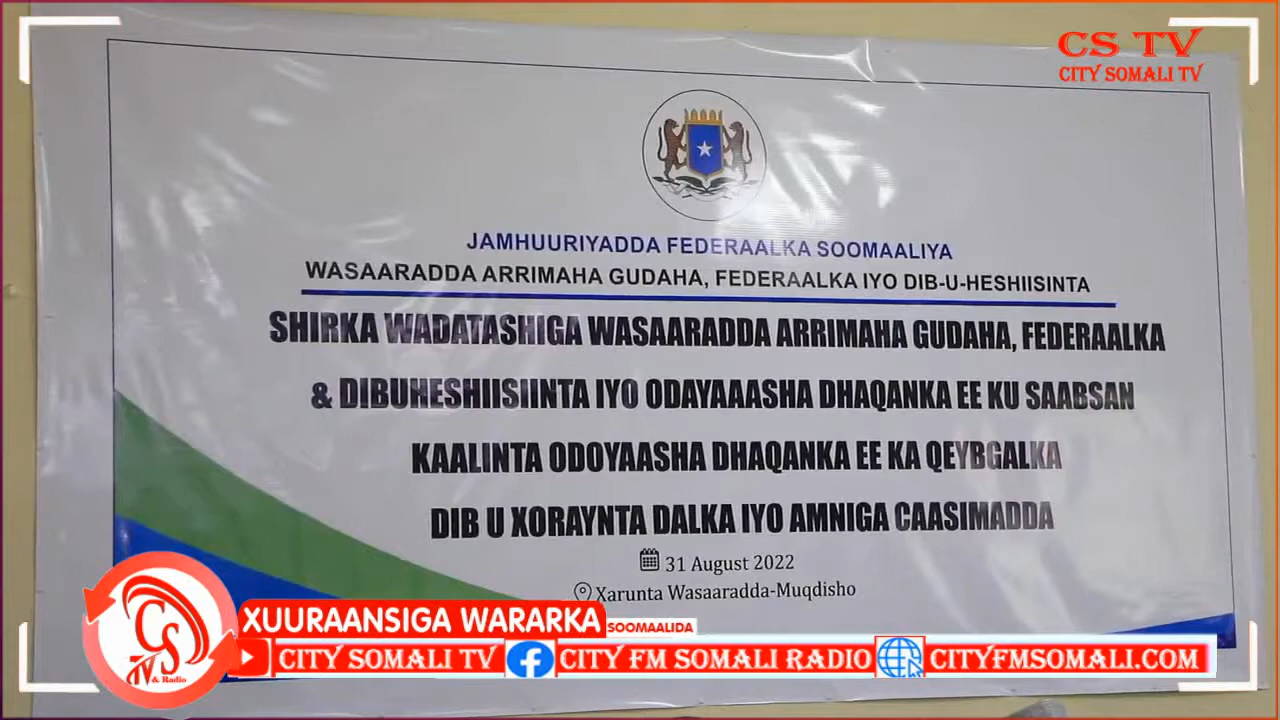 CS TV
CITY SOMALI TV
JAMHUURIYADDA FEDERAALKA SOOMAALIYA
WASAARADDA ARRIMAHA GUDAHA, FEDERAALKA IYO DIB-U-HESHIISINTA
SHIRKA WADATASHIGA WASAARADDA ARRIMAHA GUDAHA, FEDERAALKA
& DIBUHESHIISIINTA IYO ODAYAAASHA DHAQANKA EE KU SAABSAN
KAALINTA ODOYAASHA DHAQANKA EE KA QEYBGALKA
DIB U XORAYNTA DALKA IYO AMNIGA CAASIMADDA
31 August 2022
Xarunta Wasaaradda-Muqdisho
CS
TV
& Radio
XUURAANSIGA WARARKA
SOOMAALIDA
CITY SOMALI TV
CITY FM SOMALI RADIO
CITYFMSOMALI.COM